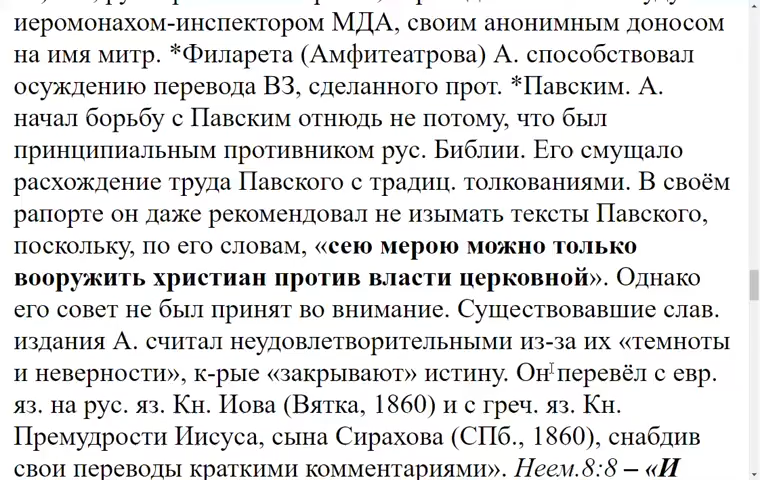 иеромонахом-инспектором МДА, своим анонимным доносом
на имя митр. *Филарета (Амфитеатрова) А. способствовал
осуждению перевода ВЗ, сделанного прот. *Павским. А.
начал борьбу с Павским отнюдь не потому, что был
принципиальным противником рус. Библии. Его смущало
расхождение труда Павского с традиц. толкованиями. В своём
рапорте он даже рекомендовал не изымать тексты Павского,
поскольку, по его словам, «сею мерою можно только
вооружить христиан против власти церковной». Однако
его совет не был принят во внимание. Существовавшие слав.
издания А. считал неудовлетворительными из-за их «темноты
и неверности», к-рые «закрывают» истину. Он перевёл с евр.
яз. на рус. яз. Кн. Иова (Вятка, 1860) и с греч. яз. Кн.
Премудрости Иисуса, сына Сирахова (СПб., 1860), снабдив
свои переводы краткими комментариями». Неем.8:8 – «И